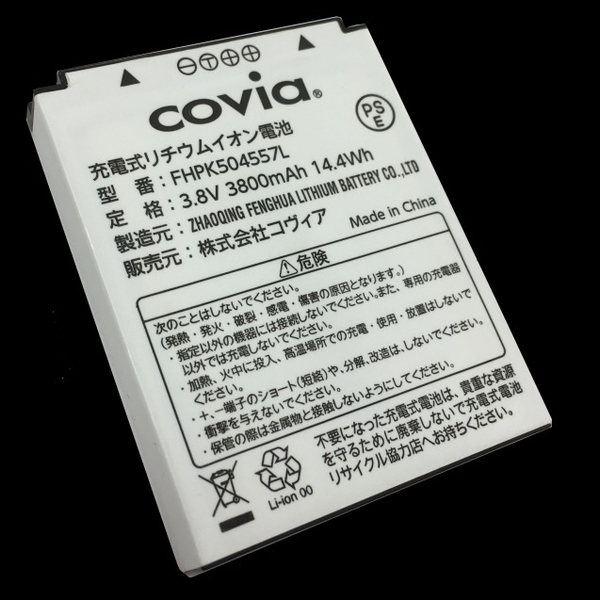 − T + +
covia®
PSE
充電式リチウムイオン電池
型 番：FHPK504557L
定 格：3.8V 3800mAh 14.4Wh
製造元：ZHAOQING FENGHUA LITHIUM BATTERY CO.,LTD
販売元：株式会社コヴィア Made in China
⚠危険
次のことはしないでください。
（発熱・発火・破裂・感電・傷害の原因となります。）
・指定以外の機器には接続しないでください。また、専用の充電器
以外では充電しないでください。
・加熱、火中に投入、高温場所での充電・使用・放置はしないで
ください。
・＋、－端子のショート（短絡）や、分解、改造は、しないでください。
衝撃を与えないでください。
・保管の際は金属物と接触しないようにしてください。
不要になった充電式電池は、貴重な資源
を守るために廃棄しないで充電式電池
リサイクル協力店へお持ちください。
Li-ion 00